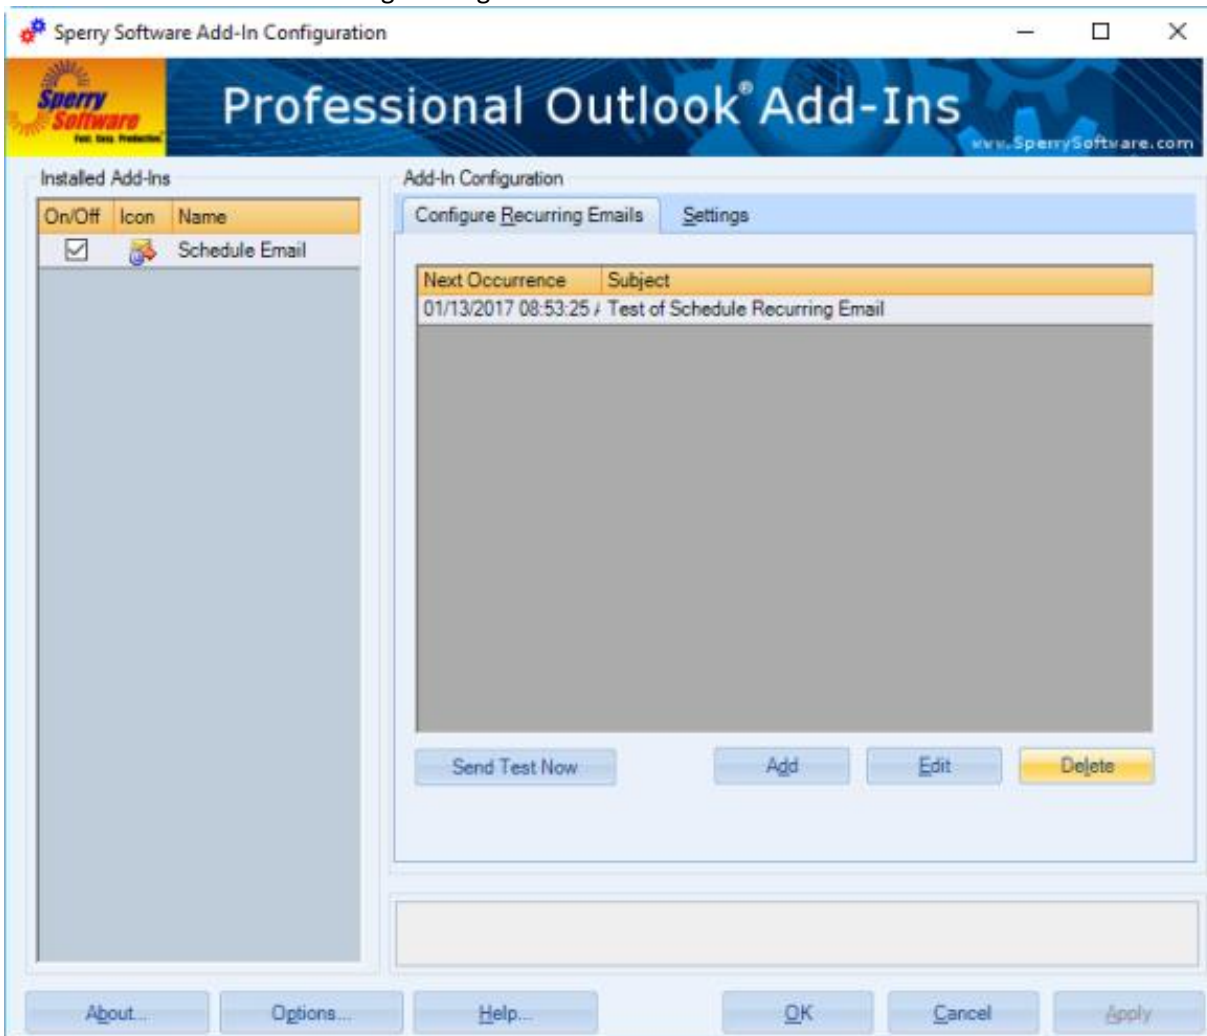 Sperry Software Add-In Configuration
Sperry
Software
Professional Outlook® Add-Ins
www.SperrySoftware.com
Installed Add-Ins
On/Off Icon Name
Schedule Email
Add-In Configuration
Configure Recurring Emails Settings
Next Occurrence Subject
01/13/2017 08:53:25 Test of Schedule Recurring Email
Send Test Now Add Edit Delete
About... Options... Help... OK Cancel Apply